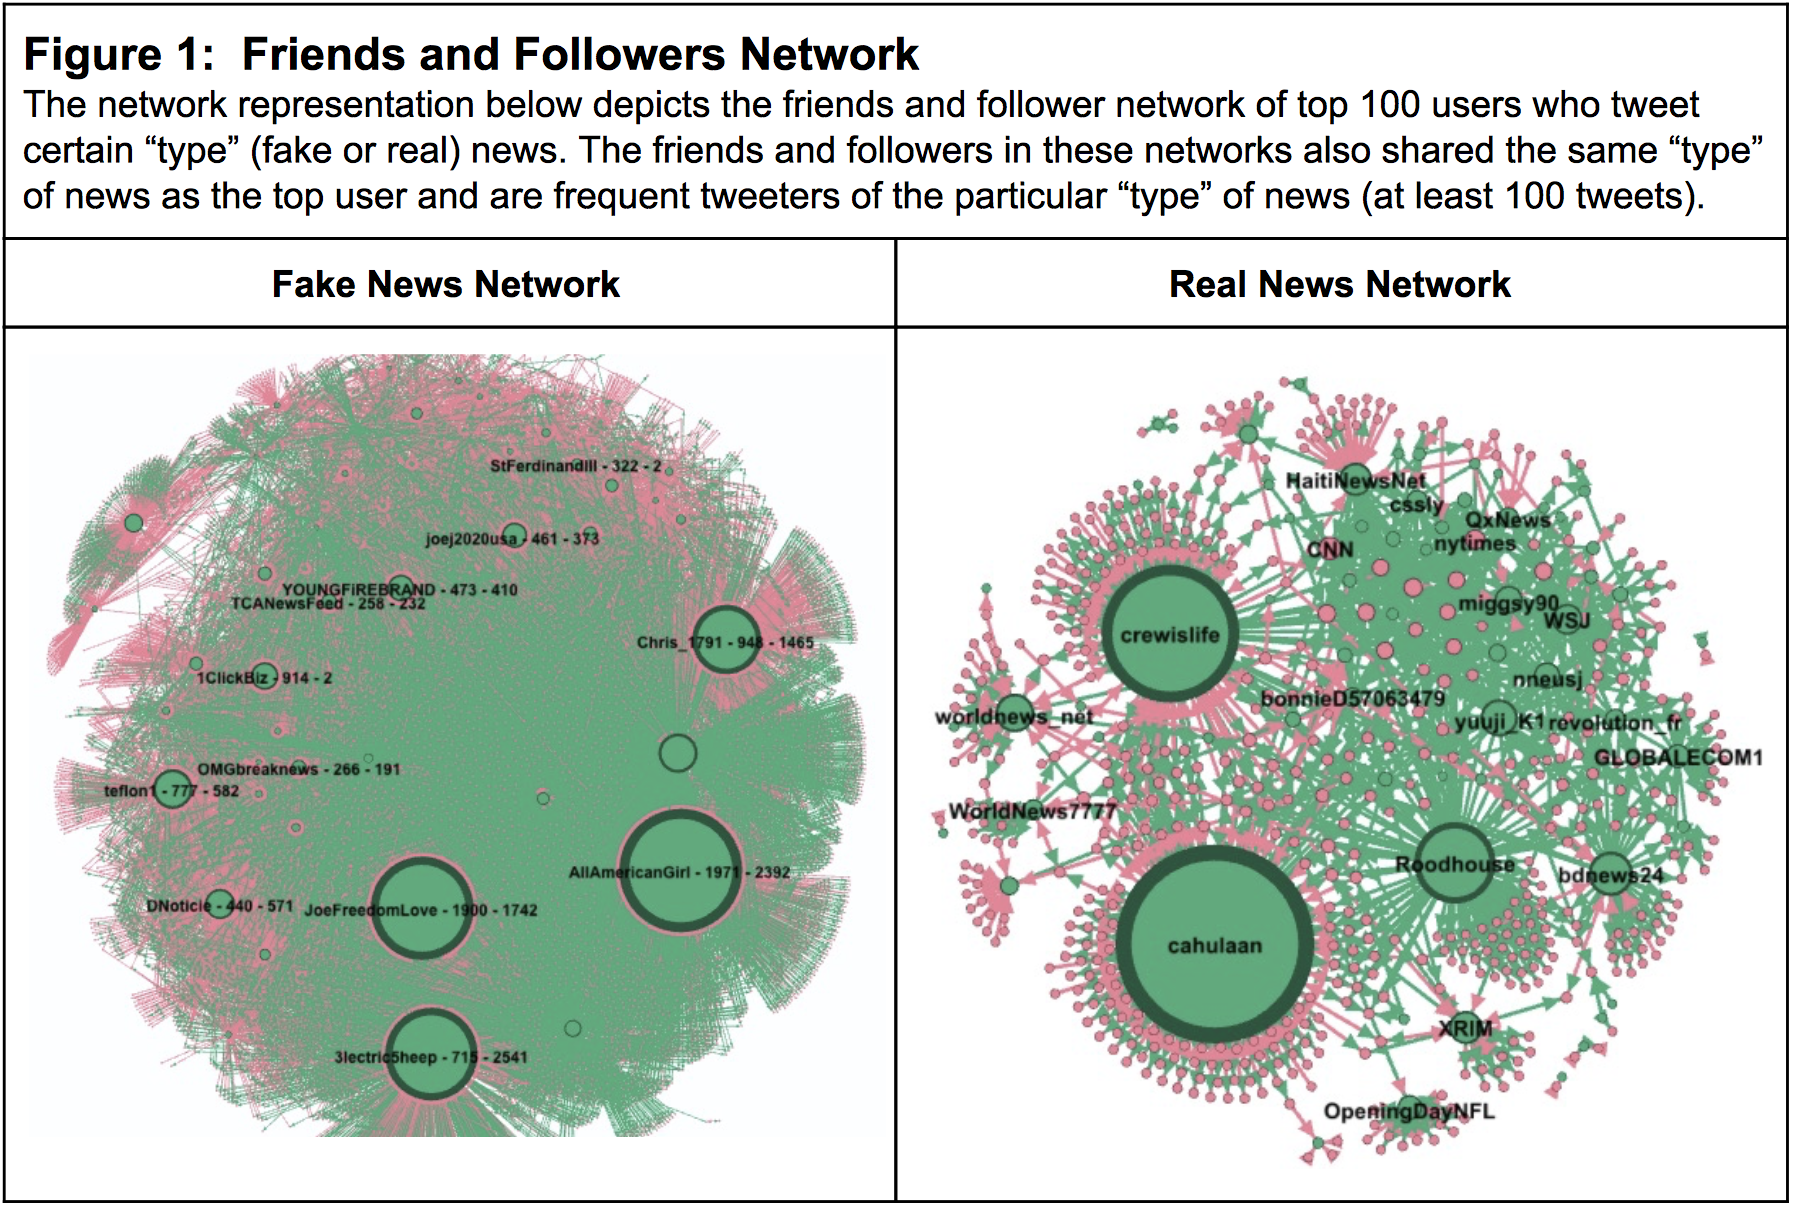 Figure 1:  Friends and Followers Network
The network representation below depicts the friends and follower network of top 100 users who tweet
certain “type” (fake or real) news. The friends and followers in these networks also shared the same “type”
of news as the top user and are frequent tweeters of the particular “type” of news (at least 100 tweets).
Fake News Network
Real News Network
StFerdinandIII - 322 - 2
joej2020usa - 461 - 373
YOUNGFIREBRAND - 473 - 410
TCANewsFeed - 258 - 232
Chris_1791 - 948 - 1465
1ClickBiz - 914 - 2
OMGbreaknews - 266 - 191
teflon1 - 777 - 582
AllAmericanGirl - 1971 - 2392
DNoticie - 440 - 571
JoeFreedomLove - 1900 - 1742
3lectric5heep - 715 - 2541
HaitiNewsNet
cssly
QxNews
CNN
nytimes
miggsy90
WSJ
crewislife
nneusj
bonnieD57063479
worldnews_net
yuuji_K1
revolution_fr
GLOBALECOM1
WorldNews7777
Roodhouse
bdnews24
cahulaan
XRIM
OpeningDayNFL